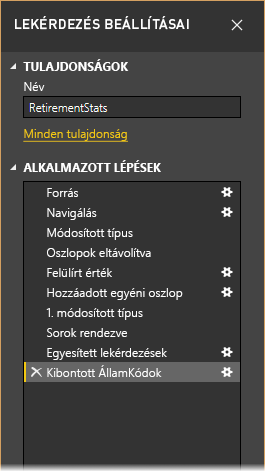 LEKÉRDEZÉS BEÁLLÍTÁSAI
TULAJDONSÁGOK
Név
RetirementStats
Minden tulajdonság
ALKALMAZOTT LÉPÉSEK
Forrás
Navigálás
Módosított típus
Oszlopok eltávolítva
Felülírt érték
Hozzáadott egyéni oszlop
1. módosított típus
Sorok rendezve
Egyesített lekérdezések
Kibontott ÁllamKódok